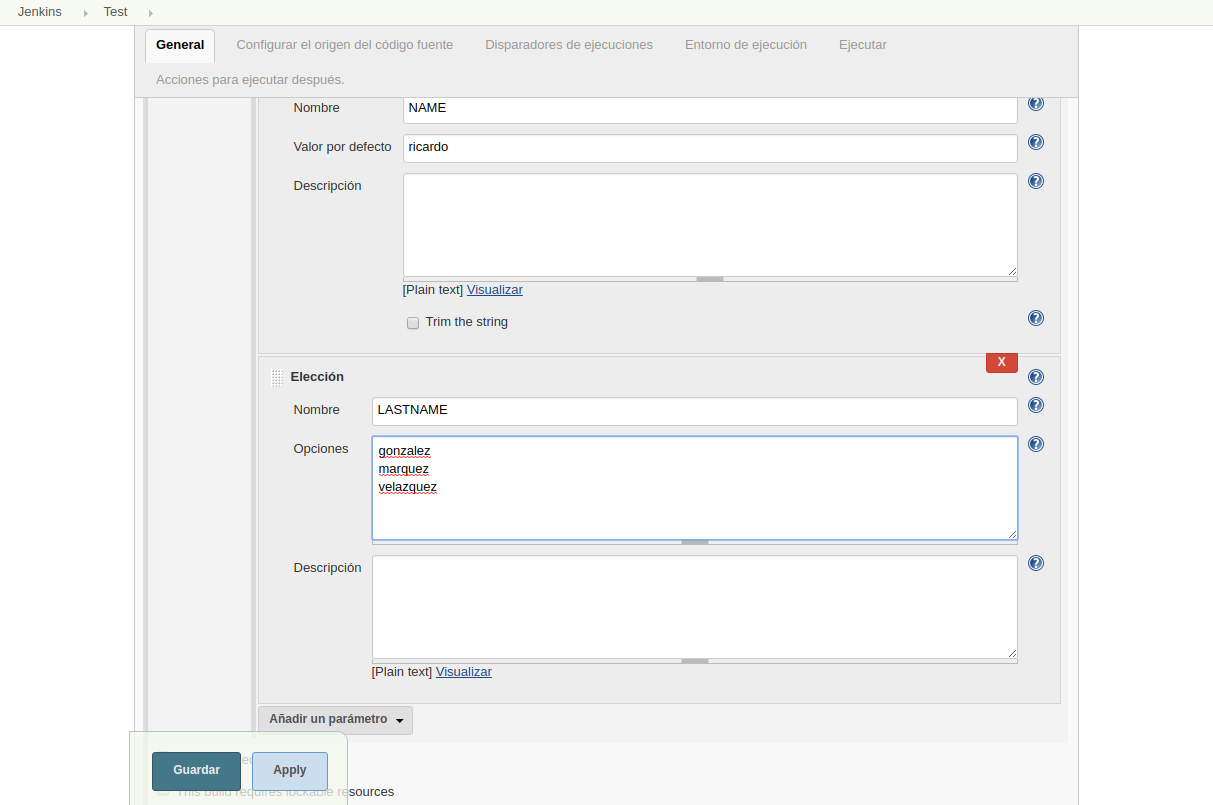 Jenkins Test
General Configurar el origen del código fuente Disparadores de ejecuciones Entorno de ejecución Ejecutar
Acciones para ejecutar después.
Nombre NAME
Valor por defecto ricardo
Descripción
[Plain text] Visualizar
Trim the string
X
Elección
Nombre LASTNAME
Opciones gonzalez
marquez
velazquez
Descripción
[Plain text] Visualizar
Añadir un parámetro
Guardar Apply
This build requires lockable resources